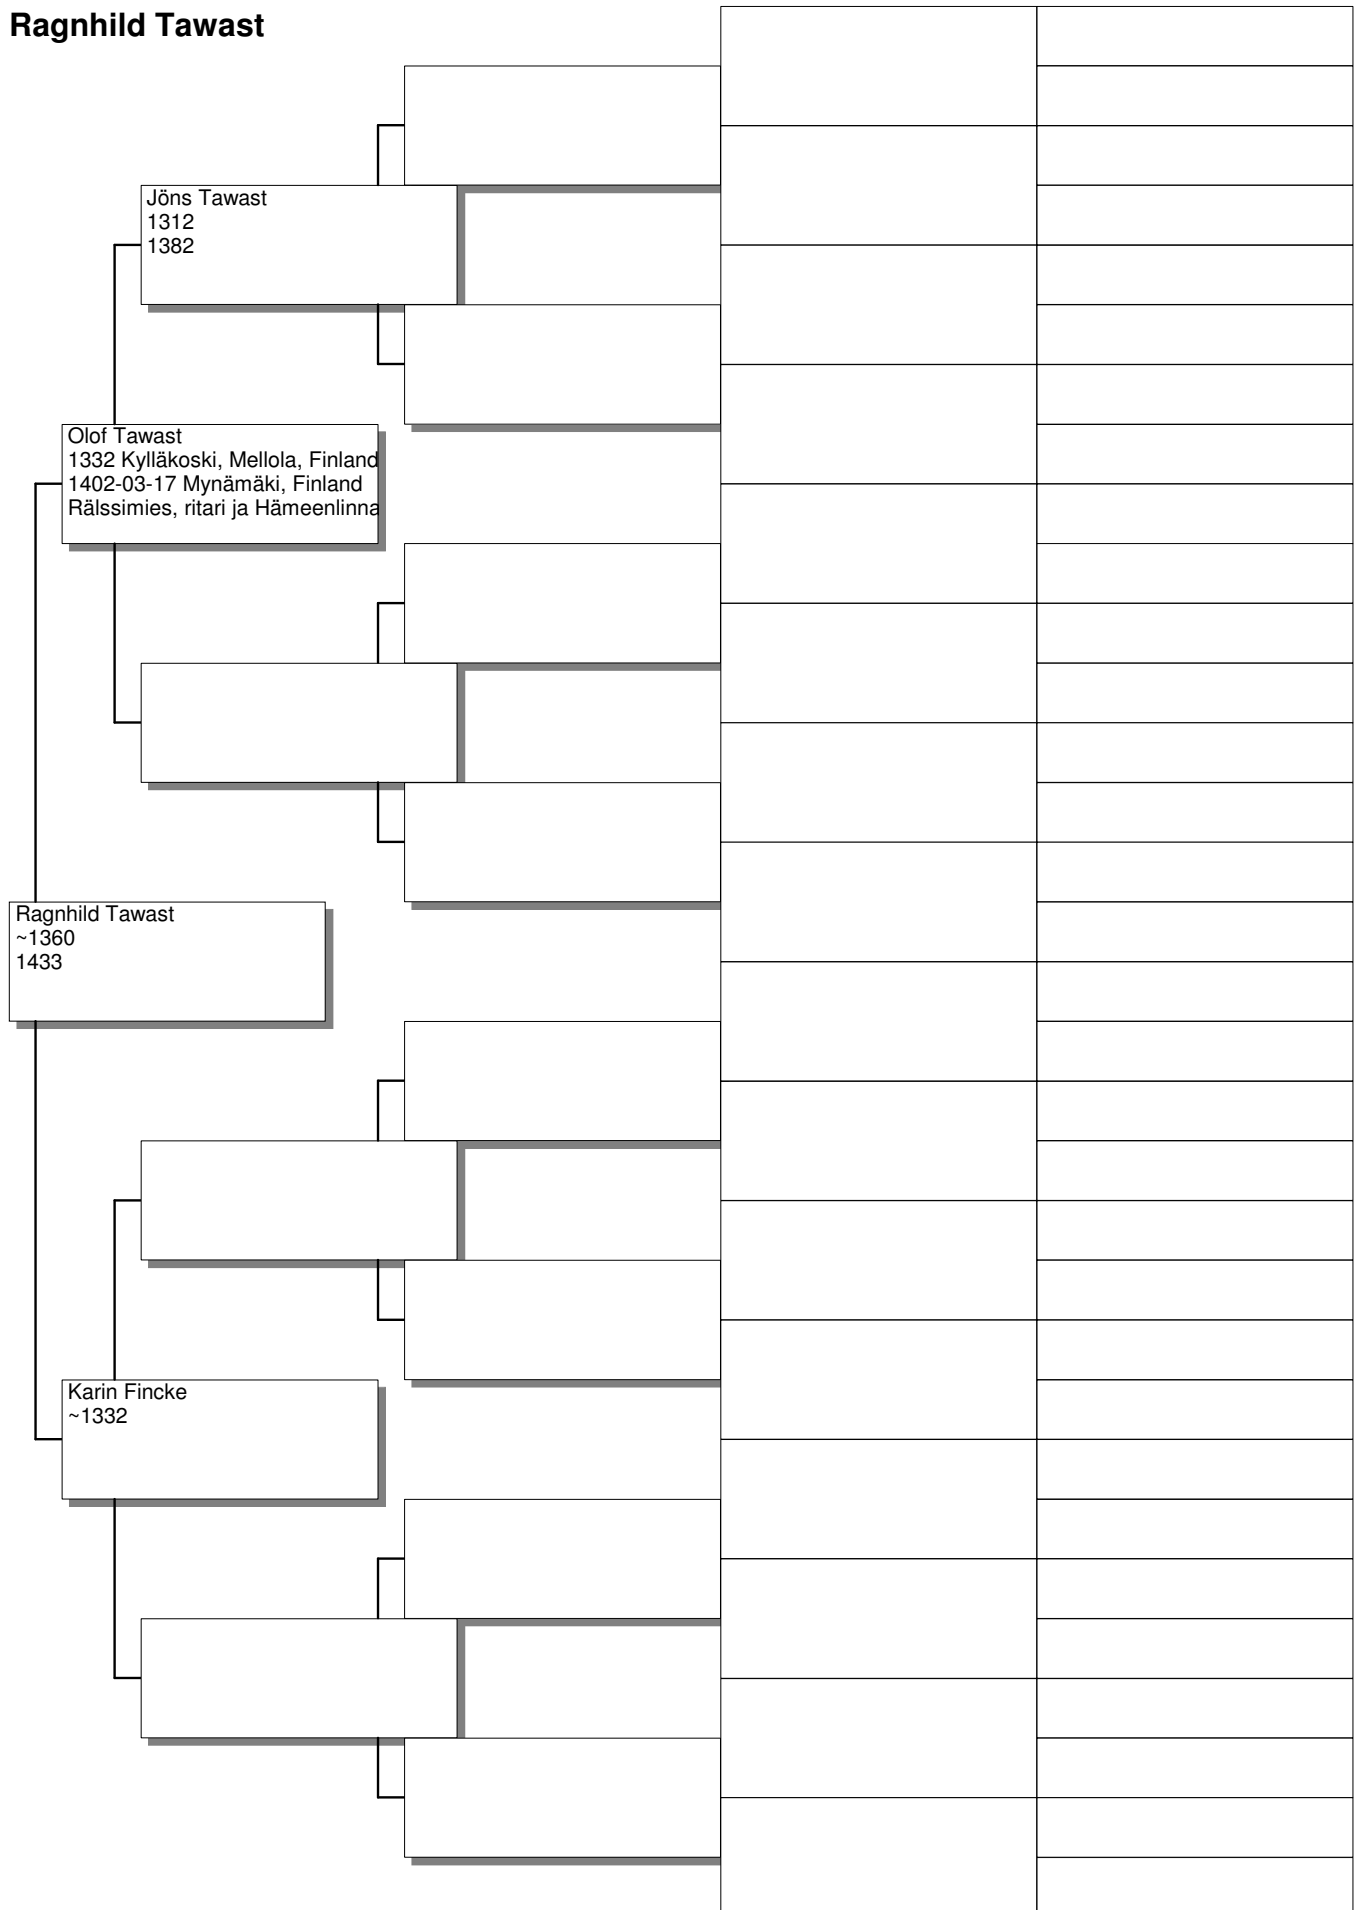 Ragnhild Tawast
Jöns Tawast
1312
1382
Olof Tawast
1332 Kylläkoski, Mellola, Finland
1402-03-17 Mynämäki, Finland
Rälssimies, ritari ja Hämeenlinna
Ragnhild Tawast
~1360
1433
Karin Fincke
~1332